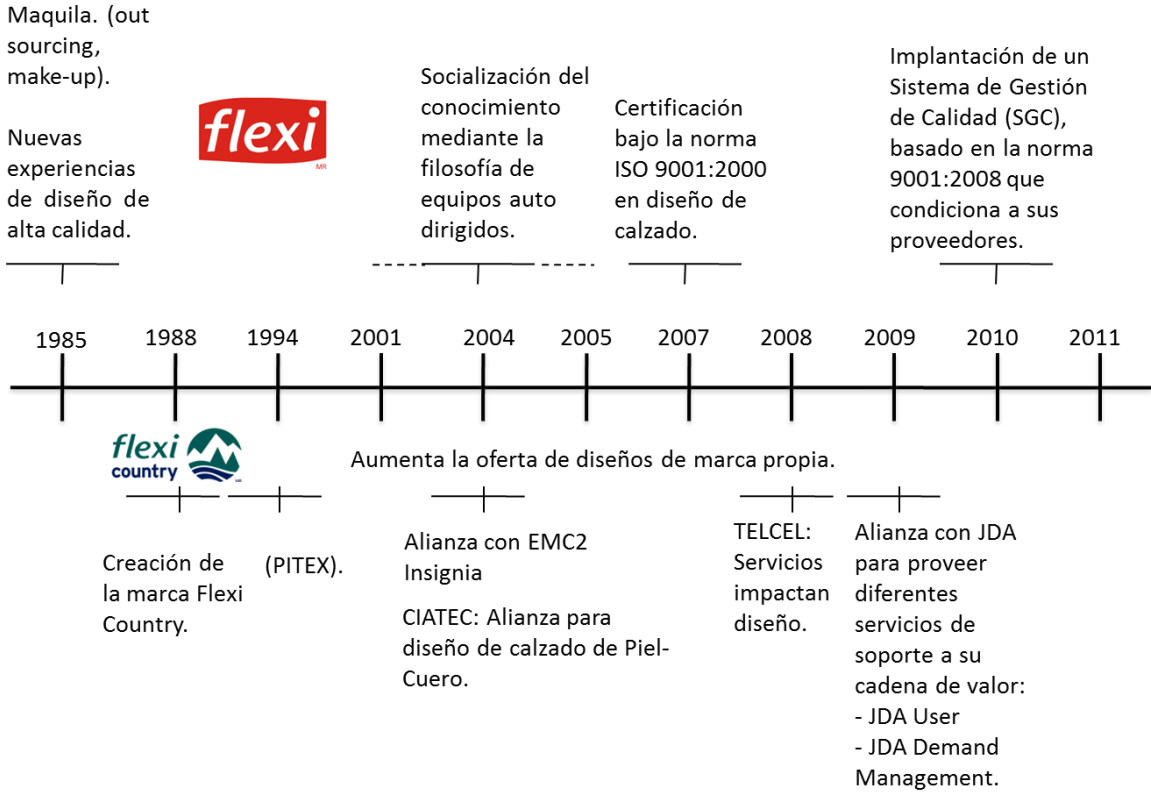 Maquila. (out
sourcing,
make-up).
Nuevas
experiencias
de diseño de
alta calidad.
flexi
MR
Socialización del
conocimiento
mediante la
filosofía de
equipos auto
dirigidos.
Certificación
bajo la norma
ISO 9001:2000
en diseño de
calzado.
Implantación de un
Sistema de Gestión
de Calidad (SGC),
basado en la norma
9001:2008 que
condiciona a sus
proveedores.
1985 1988 1994 2001 2004 2005 2007 2008 2009 2010 2011
flexi
country
Aumenta la oferta de diseños de marca propia.
Creación de
la marca Flexi
Country.
(PITEX).
Alianza con EMC2
Insignia
CIATEC: Alianza para
diseño de calzado de Piel-
Cuero.
TELCEL:
Servicios
impactan
diseño.
Alianza con JDA
para proveer
diferentes
servicios de
soporte a su
cadena de valor:
- JDA User
- JDA Demand
Management.